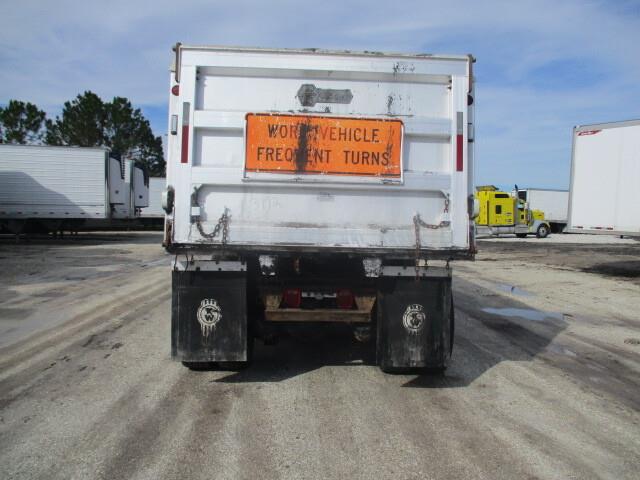 WORK VEHICLE
FREQUENT TURNS